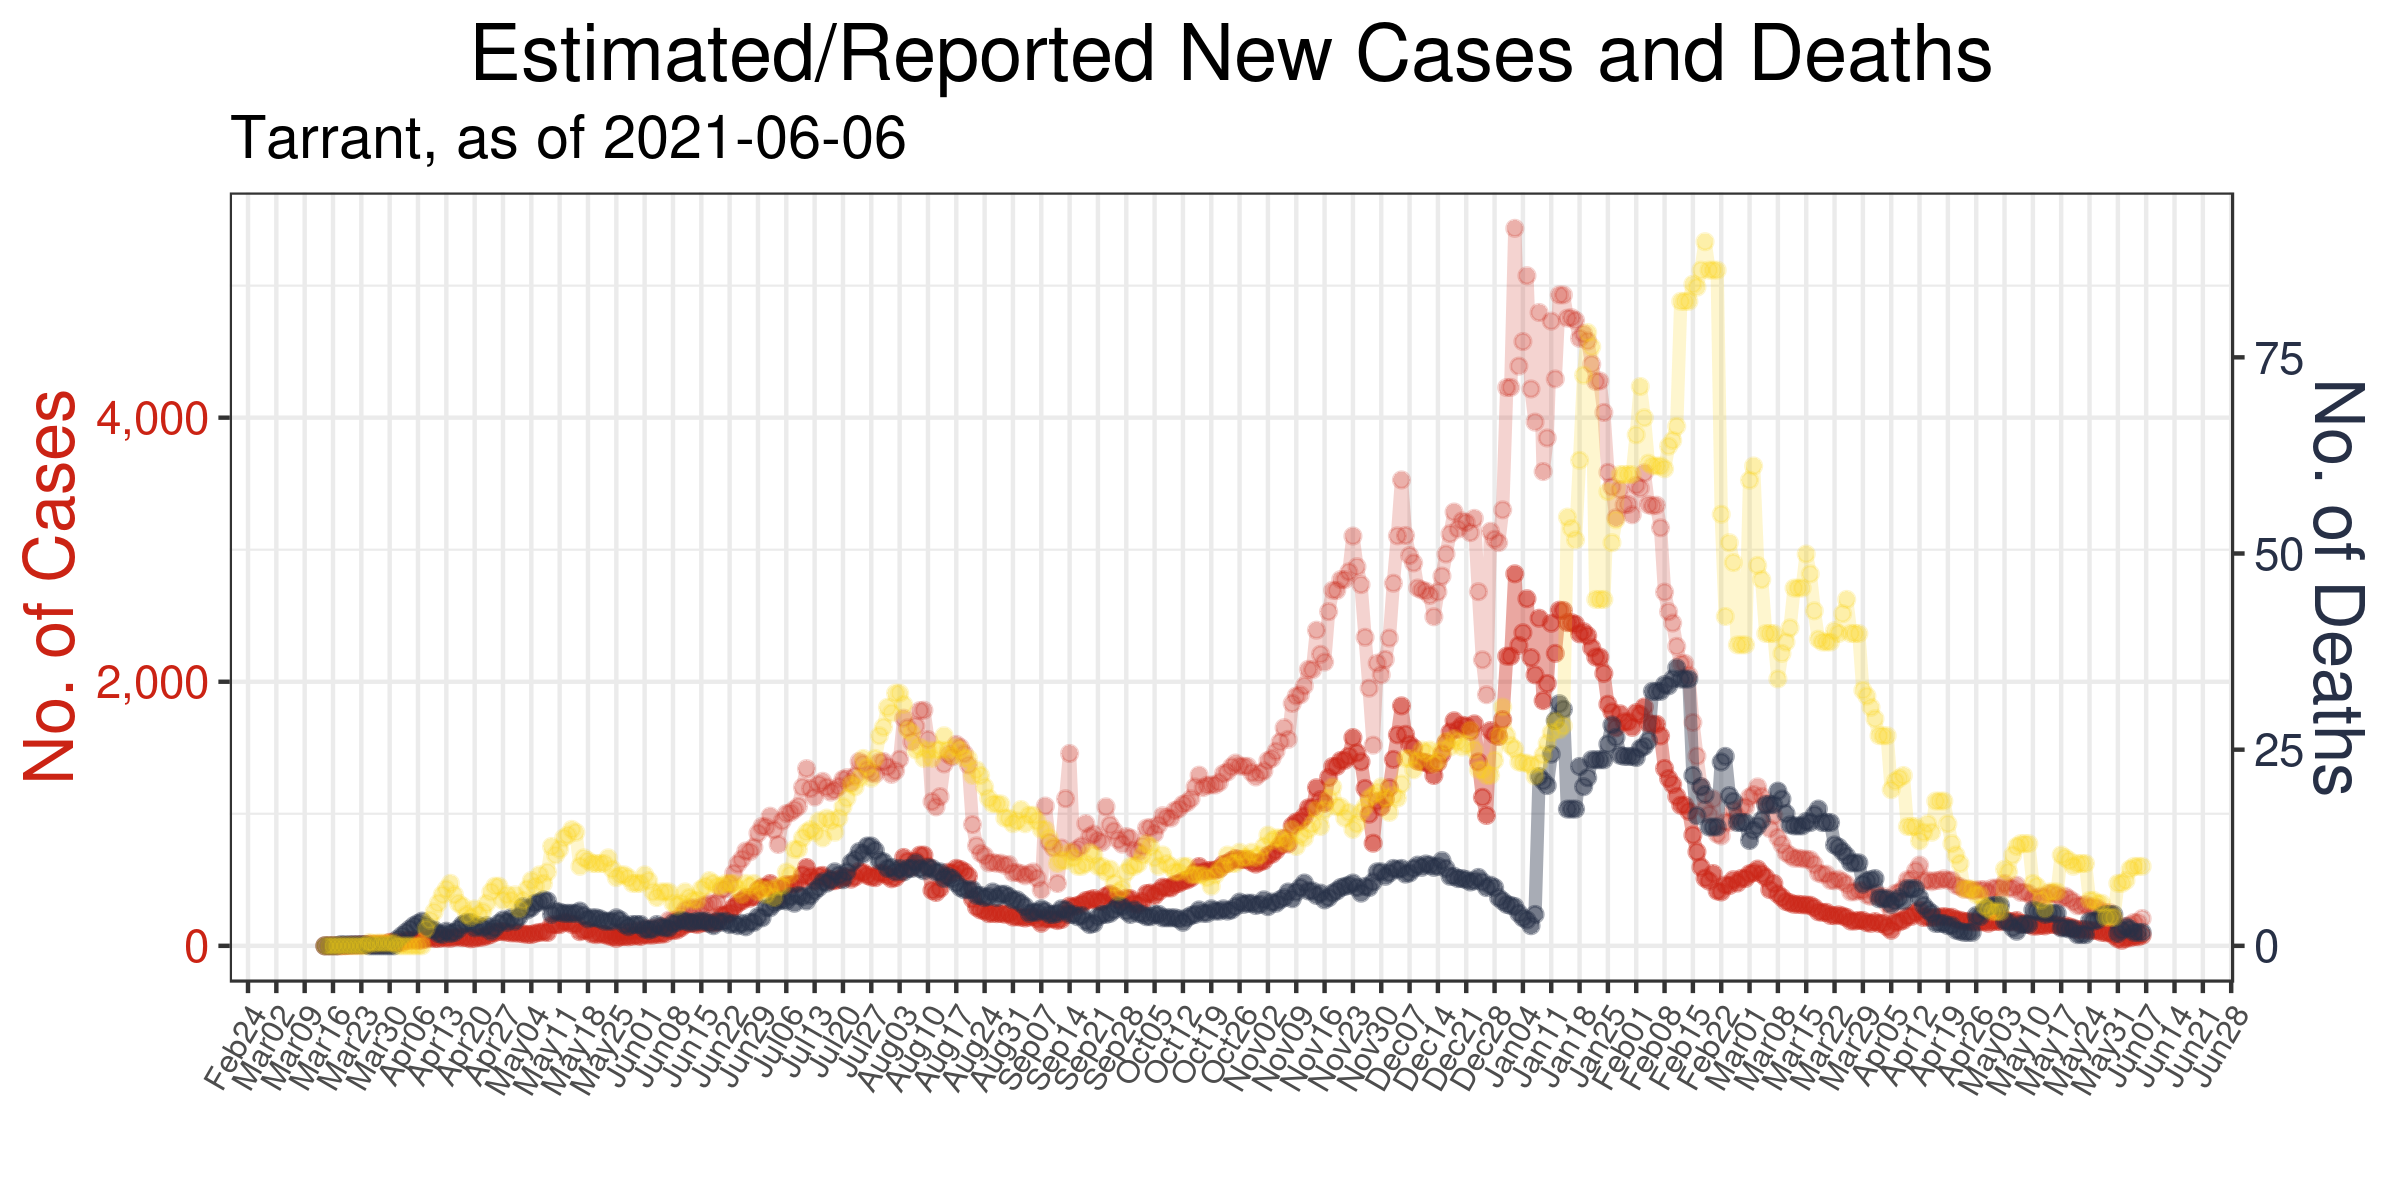 Estimated/Reported New Cases and Deaths
Tarrant, as of 2021-06-06
No. of Cases
4,000
2,000
0
75
50
25
0
No. of Deaths
Feb24
Mar02
Mar09
Mar16
Mar23
Mar30
Apr06
Apr13
Apr20
Apr27
May04
May11
May18
May25
Jun01
Jun08
Jun15
Jun22
Jun29
Jul06
Jul13
Jul20
Jul27
Aug03
Aug10
Aug17
Aug24
Aug31
Sep07
Sep14
Sep21
Sep28
Oct05
Oct12
Oct19
Oct26
Nov02
Nov09
Nov16
Nov23
Nov30
Dec07
Dec14
Dec21
Dec28
Jan04
Jan11
Jan18
Jan25
Feb01
Feb08
Feb15
Feb22
Mar01
Mar08
Mar15
Mar22
Mar29
Apr05
Apr12
Apr19
Apr26
May03
May10
May17
May24
May31
Jun07
Jun14
Jun21
Jun28